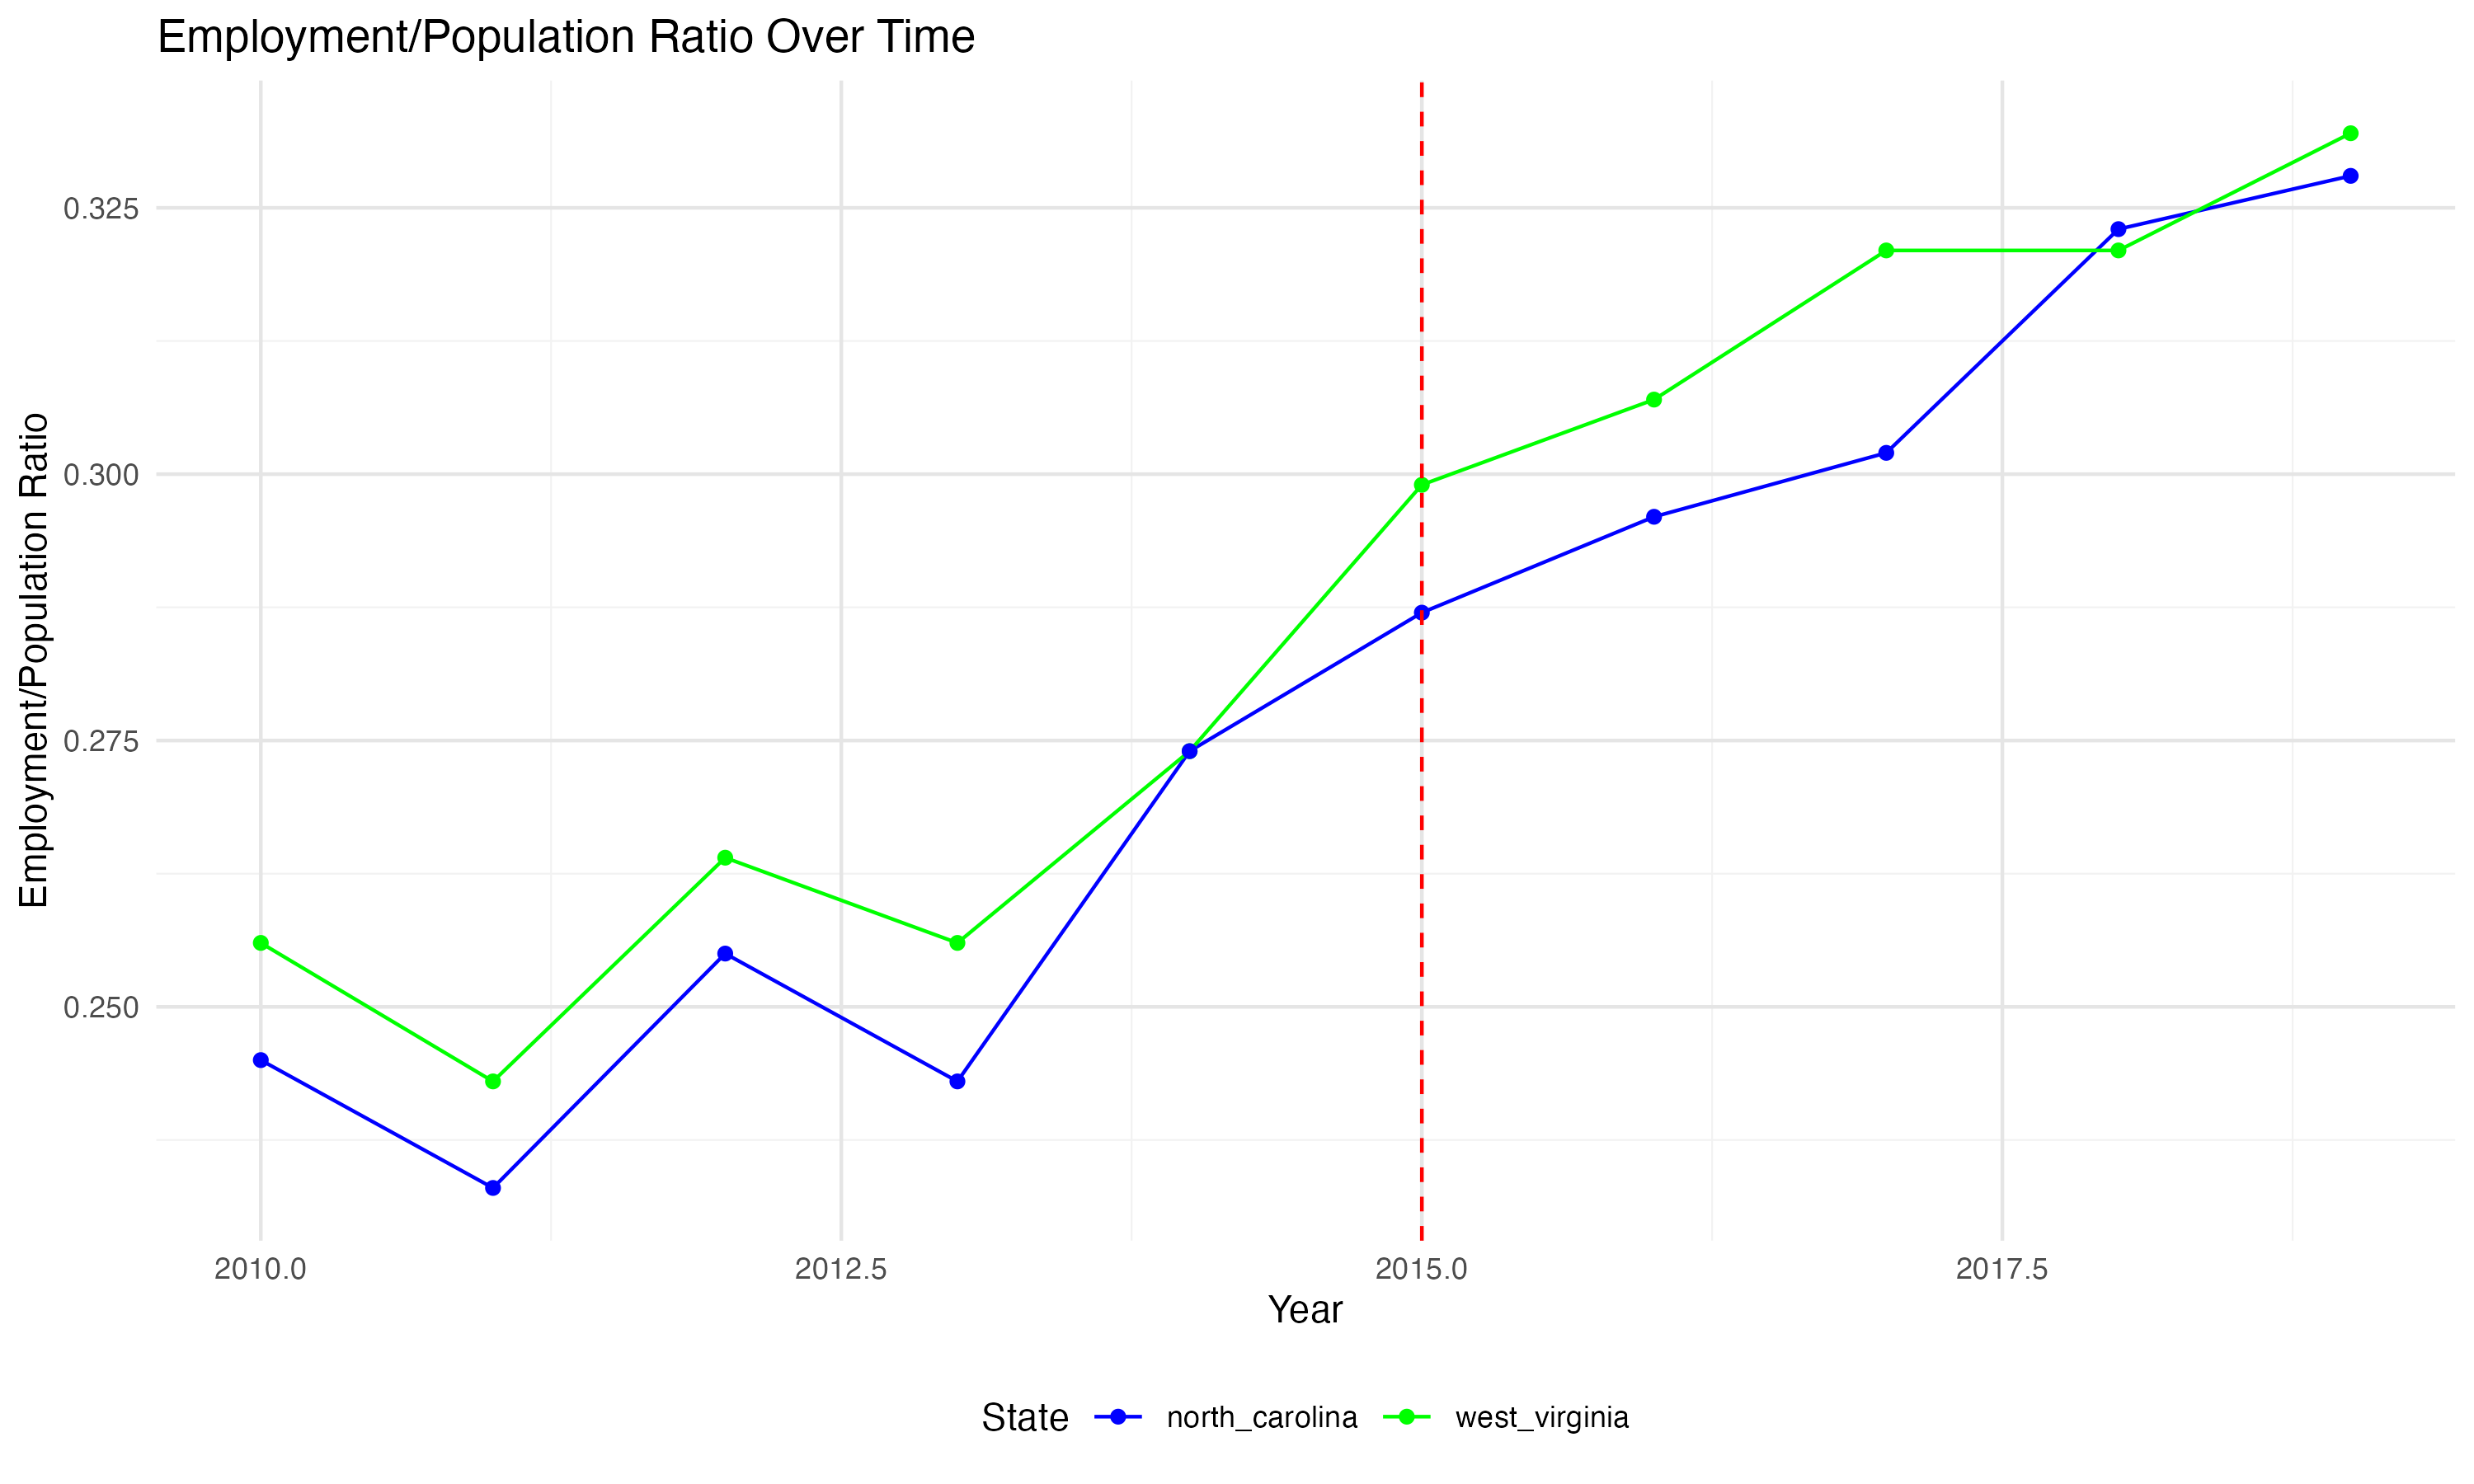 Employment/Population Ratio Over Time
Employment/Population Ratio
0.325
0.300
0.275
0.250
2010.0 2012.5 2015.0 2017.5
Year
State north_carolina west_virginia